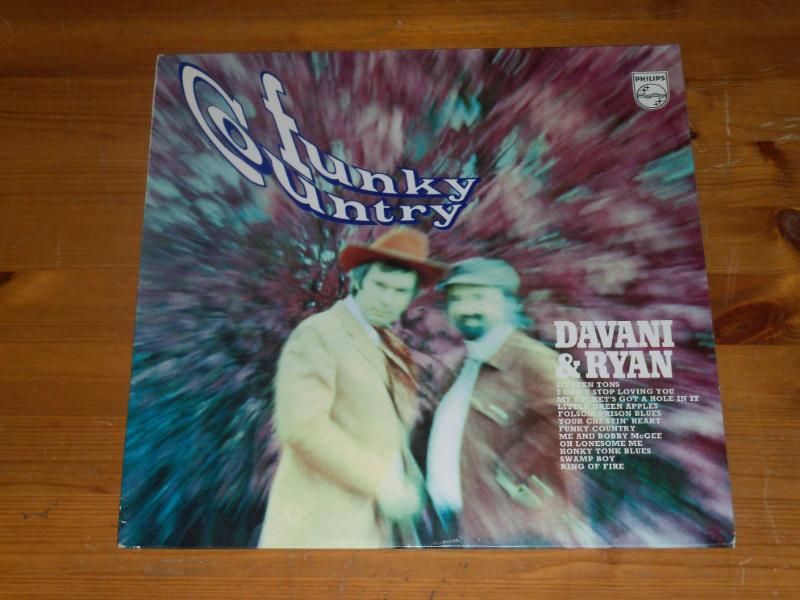 Funky
Country
PHILIPS
DAVANI
& RYAN
SIXTEEN TONS
I CAN'T STOP LOVING YOU
MY BUCKET'S GOT A HOLE IN IT
LITTLE GREEN APPLES
FOLSOM PRISON BLUES
YOUR CHEATIN' HEART
FUNKY COUNTRY
ME AND BOBBY McGEE
OH LONESOME ME
HONKY TONK BLUES
SWAMP BOY
RING OF FIRE